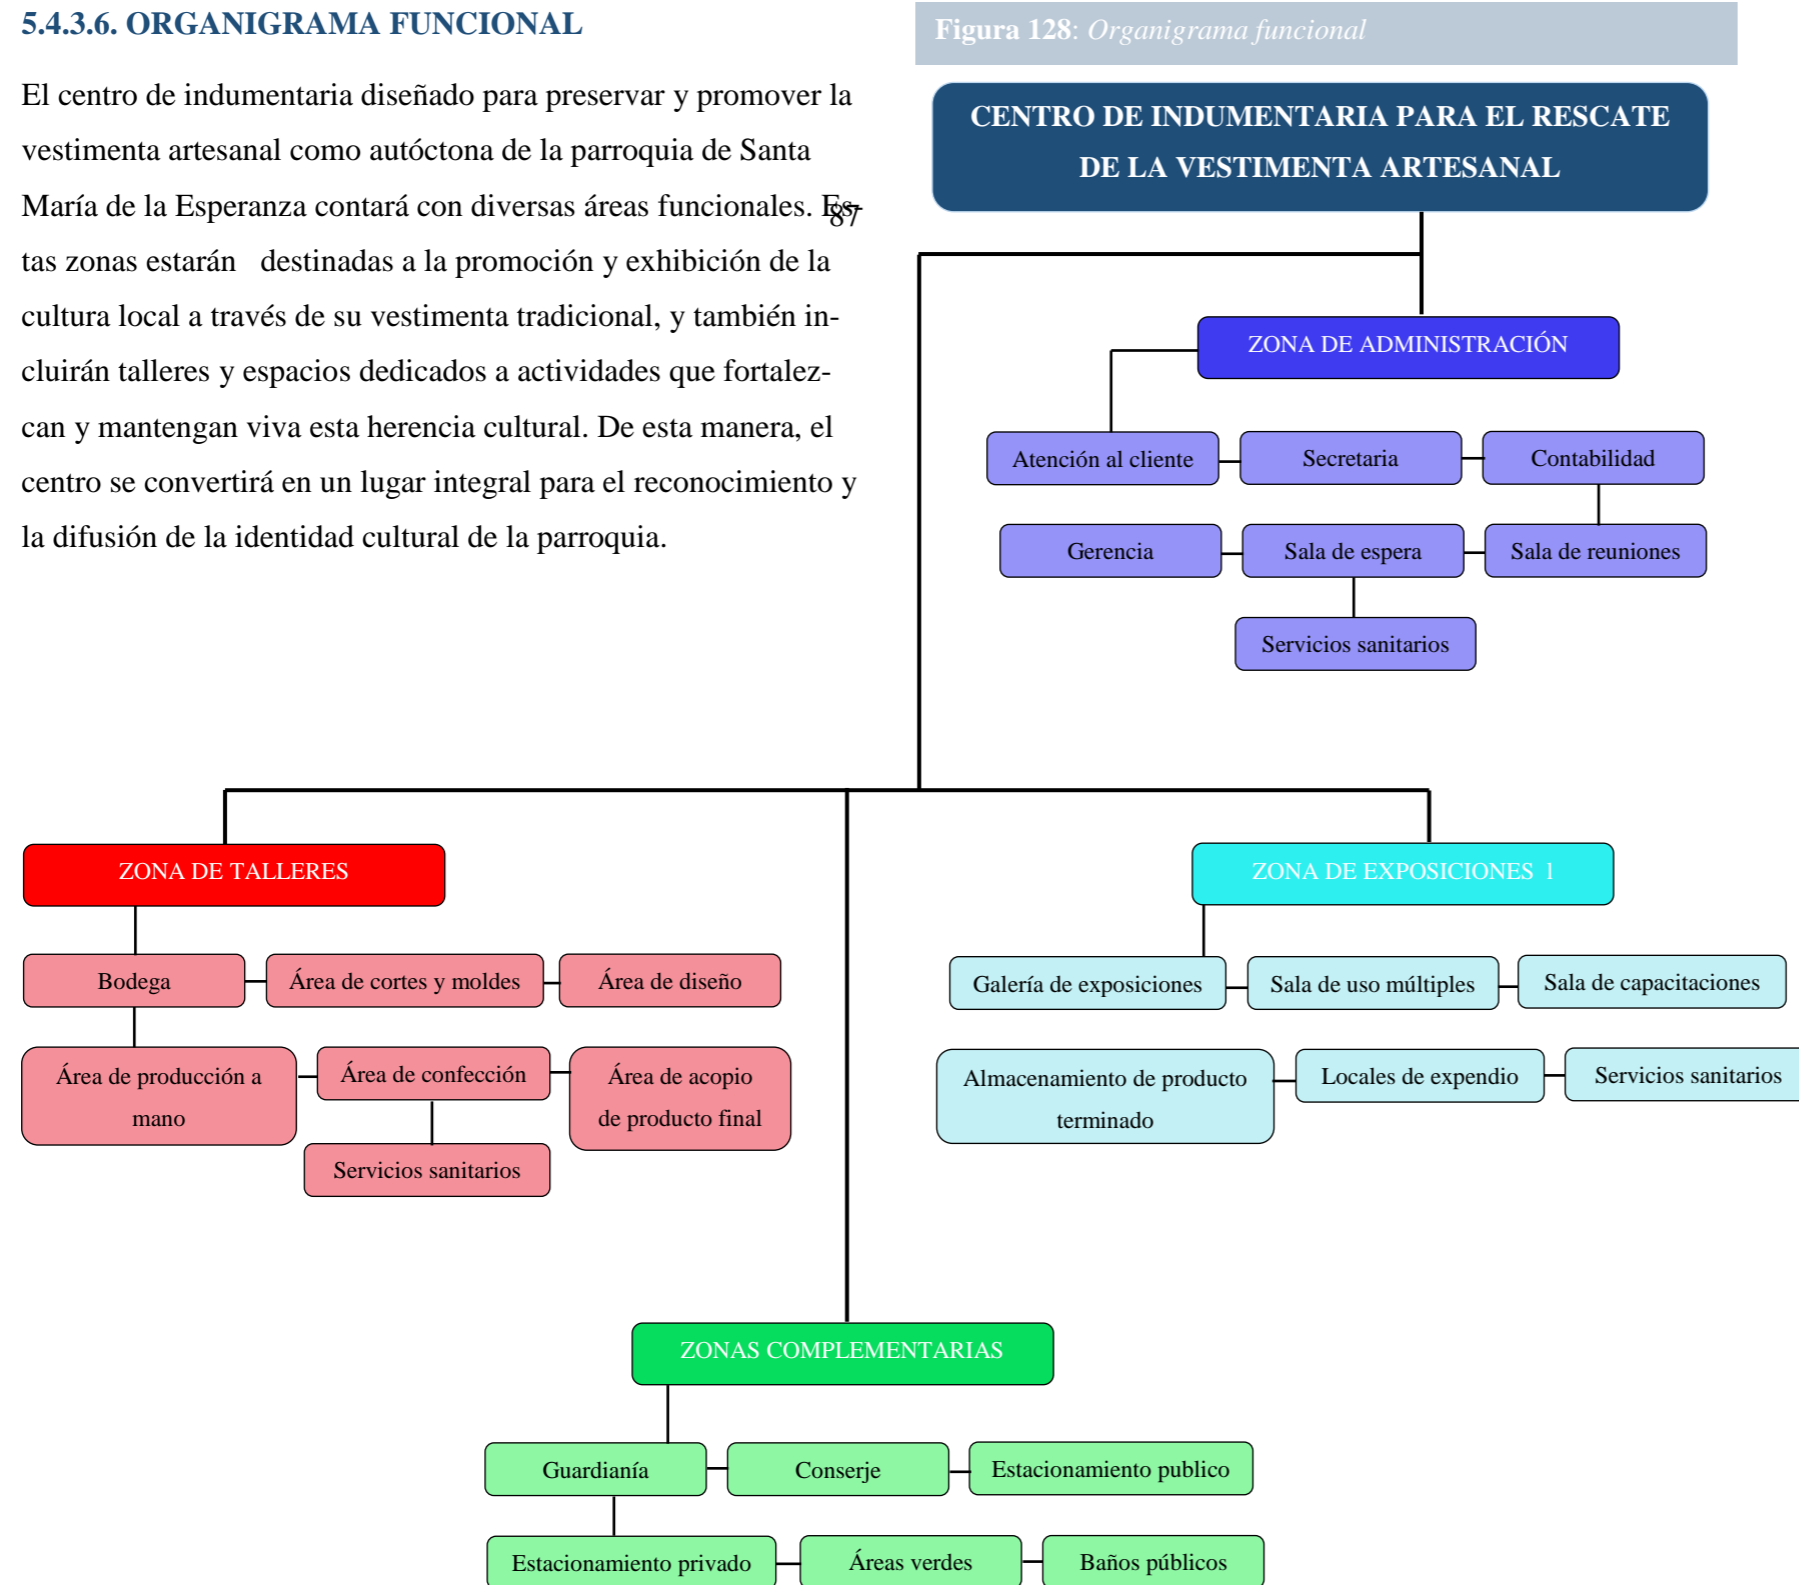 5.4.3.6. ORGANIGRAMA FUNCIONAL
El centro de indumentaria diseñado para preservar y promover la
vestimenta artesanal como autóctona de la parroquia de Santa
María de la Esperanza contará con diversas áreas funcionales. Es-
87
tas zonas estarán destinadas a la promoción y exhibición de la
cultura local a través de su vestimenta tradicional, y también in-
cluirán talleres y espacios dedicados a actividades que fortalez-
can y mantengan viva esta herencia cultural. De esta manera, el
centro se convertirá en un lugar integral para el reconocimiento y
la difusión de la identidad cultural de la parroquia.
Figura 128: Organigrama funcional
CENTRO DE INDUMENTARIA PARA EL RESCATE
DE LA VESTIMENTA ARTESANAL
ZONA DE ADMINISTRACIÓN
Atención al cliente
Secretaria
Contabilidad
Gerencia
Sala de espera
Sala de reuniones
Servicios sanitarios
ZONA DE TALLERES
Bodega
Área de cortes y moldes
Área de diseño
Área de producción a
mano
Área de confección
Área de acopio
de producto final
Servicios sanitarios
ZONA DE EXPOSICIONES 1
Galería de exposiciones
Sala de uso múltiples
Sala de capacitaciones
Almacenamiento de producto
terminado
Locales de expendio
Servicios sanitarios
ZONAS COMPLEMENTARIAS
Guardianía
Conserje
Estacionamiento publico
Estacionamiento privado
Áreas verdes
Baños públicos